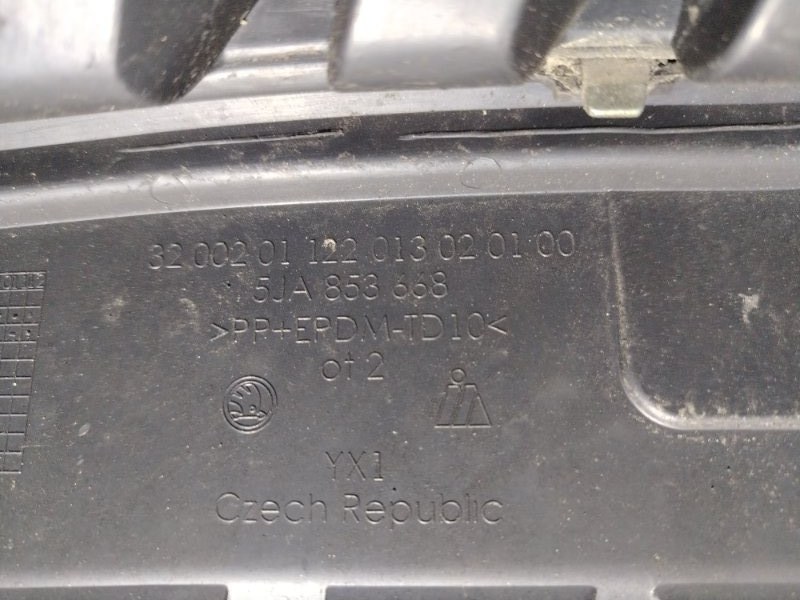 32 002 01 122 013 02 01 00
5JA 853 668
>PP+EPDM-TD10<
ot 2
YX1
Czech Republic